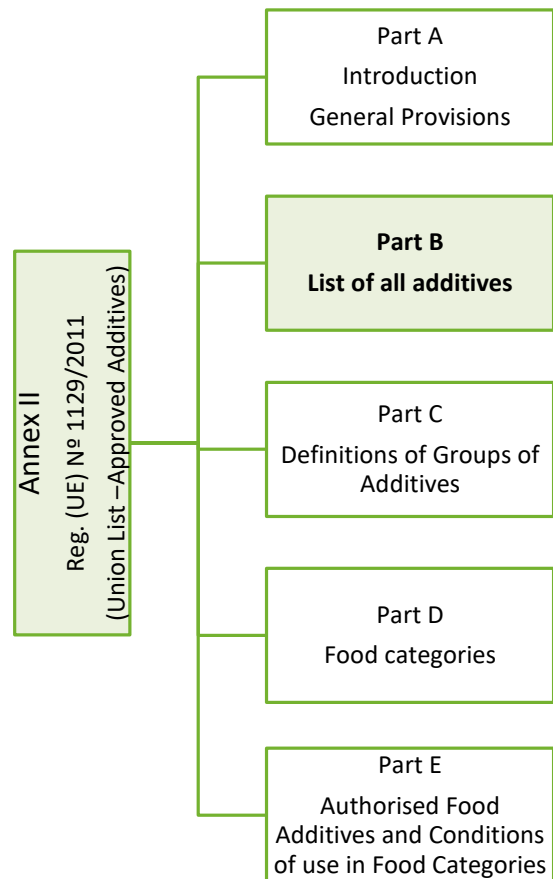 Annex II
Reg. (UE) Nº 1129/2011
(Union List –Approved Additives)
Part A
Introduction
General Provisions
Part B
List of all additives
Part C
Definitions of Groups of
Additives
Part D
Food categories
Part E
Authorised Food
Additives and Conditions
of use in Food Categories